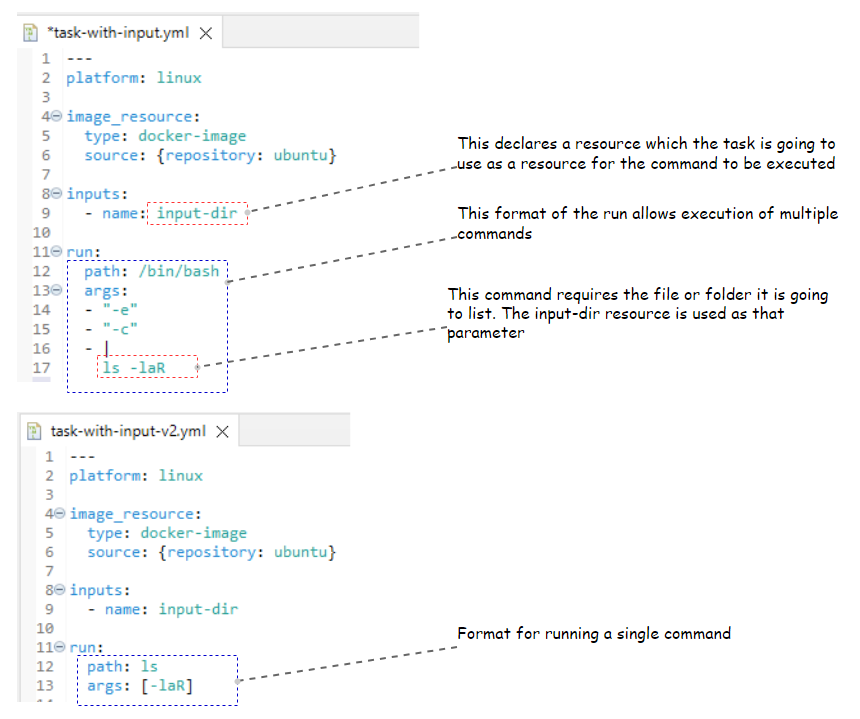 *task-with-input.yml
1 ---
2 platform: linux
3
4 image_resource:
5 type: docker-image
6 source: {repository: ubuntu}
7
8 inputs:
9 - name: input-dir
10
11 run:
12 path: /bin/bash
13 args:
14 - "-e"
15 - "-c"
16 - |
17 ls -laR
This declares a resource which the task is going to
use as a resource for the command to be executed
This format of the run allows execution of multiple
commands
This command requires the file or folder it is going
to list. The input-dir resource is used as that
parameter
task-with-input-v2.yml
1 ---
2 platform: linux
3
4 image_resource:
5 type: docker-image
6 source: {repository: ubuntu}
7
8 inputs:
9 - name: input-dir
10
11 run:
12 path: ls
13 args: [-laR]
Format for running a single command